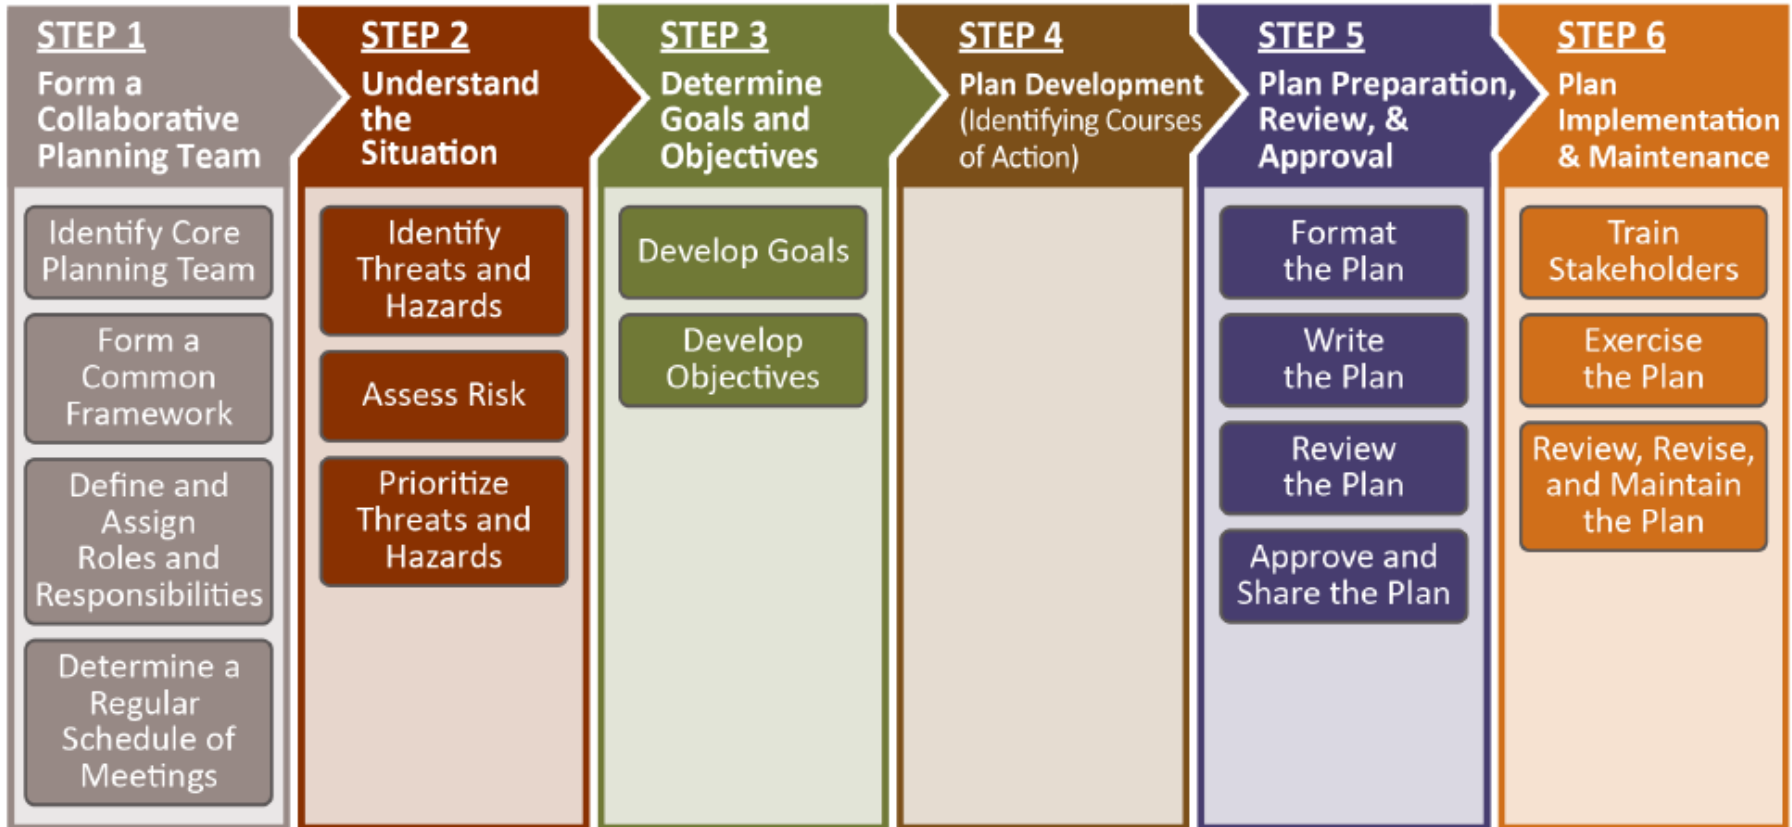 STEP 1
Form a
Collaborative
Planning Team
Identify Core
Planning Team
Form a
Common
Framework
Define and
Assign
Roles and
Responsibilities
Determine a
Regular
Schedule of
Meetings
STEP 2
Understand
the
Situation
Identify
Threats and
Hazards
Assess Risk
Prioritize
Threats and
Hazards
STEP 3
Determine
Goals and
Objectives
Develop Goals
Develop
Objectives
STEP 4
Plan Development
(Identifying Courses
of Action)
STEP 5
Plan Preparation,
Review, &
Approval
Format
the Plan
Write
the Plan
Review
the Plan
Approve and
Share the Plan
STEP 6
Plan
Implementation
& Maintenance
Train
Stakeholders
Exercise
the Plan
Review, Revise,
and Maintain
the Plan